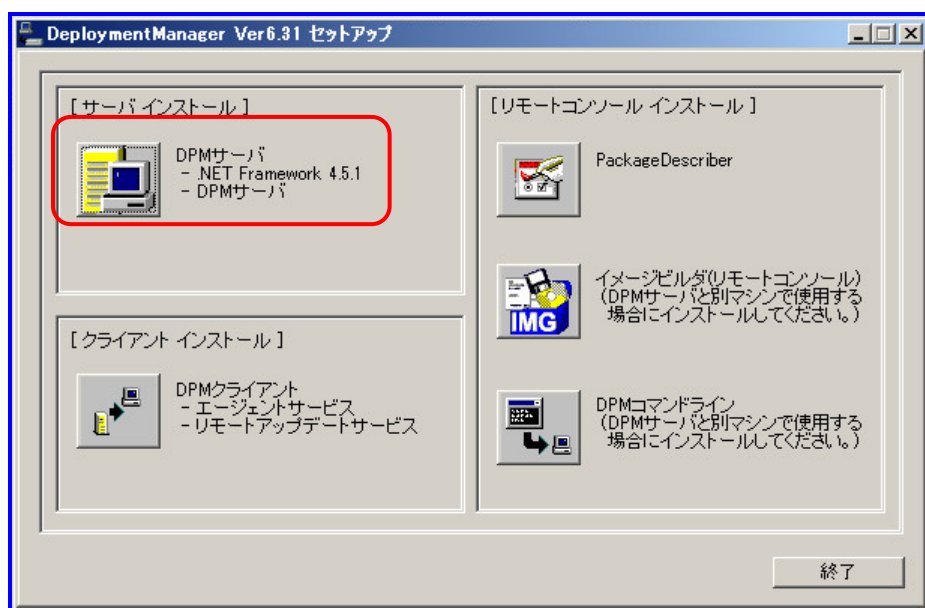 DeploymentManager Ver6.31 セットアップ
[ サーバ インストール ]
DPMサーバ
- .NET Framework 4.5.1
- DPMサーバ
[ クライアント インストール ]
DPMクライアント
- エージェントサービス
- リモートアップデートサービス
[ リモートコンソール インストール ]
PackageDescriber
IMG
イメージビルダ(リモートコンソール)
(DPMサーバと別マシンで使用する
場合にインストールしてください。)
DPMコマンドライン
(DPMサーバと別マシンで使用する
場合にインストールしてください。)
終了